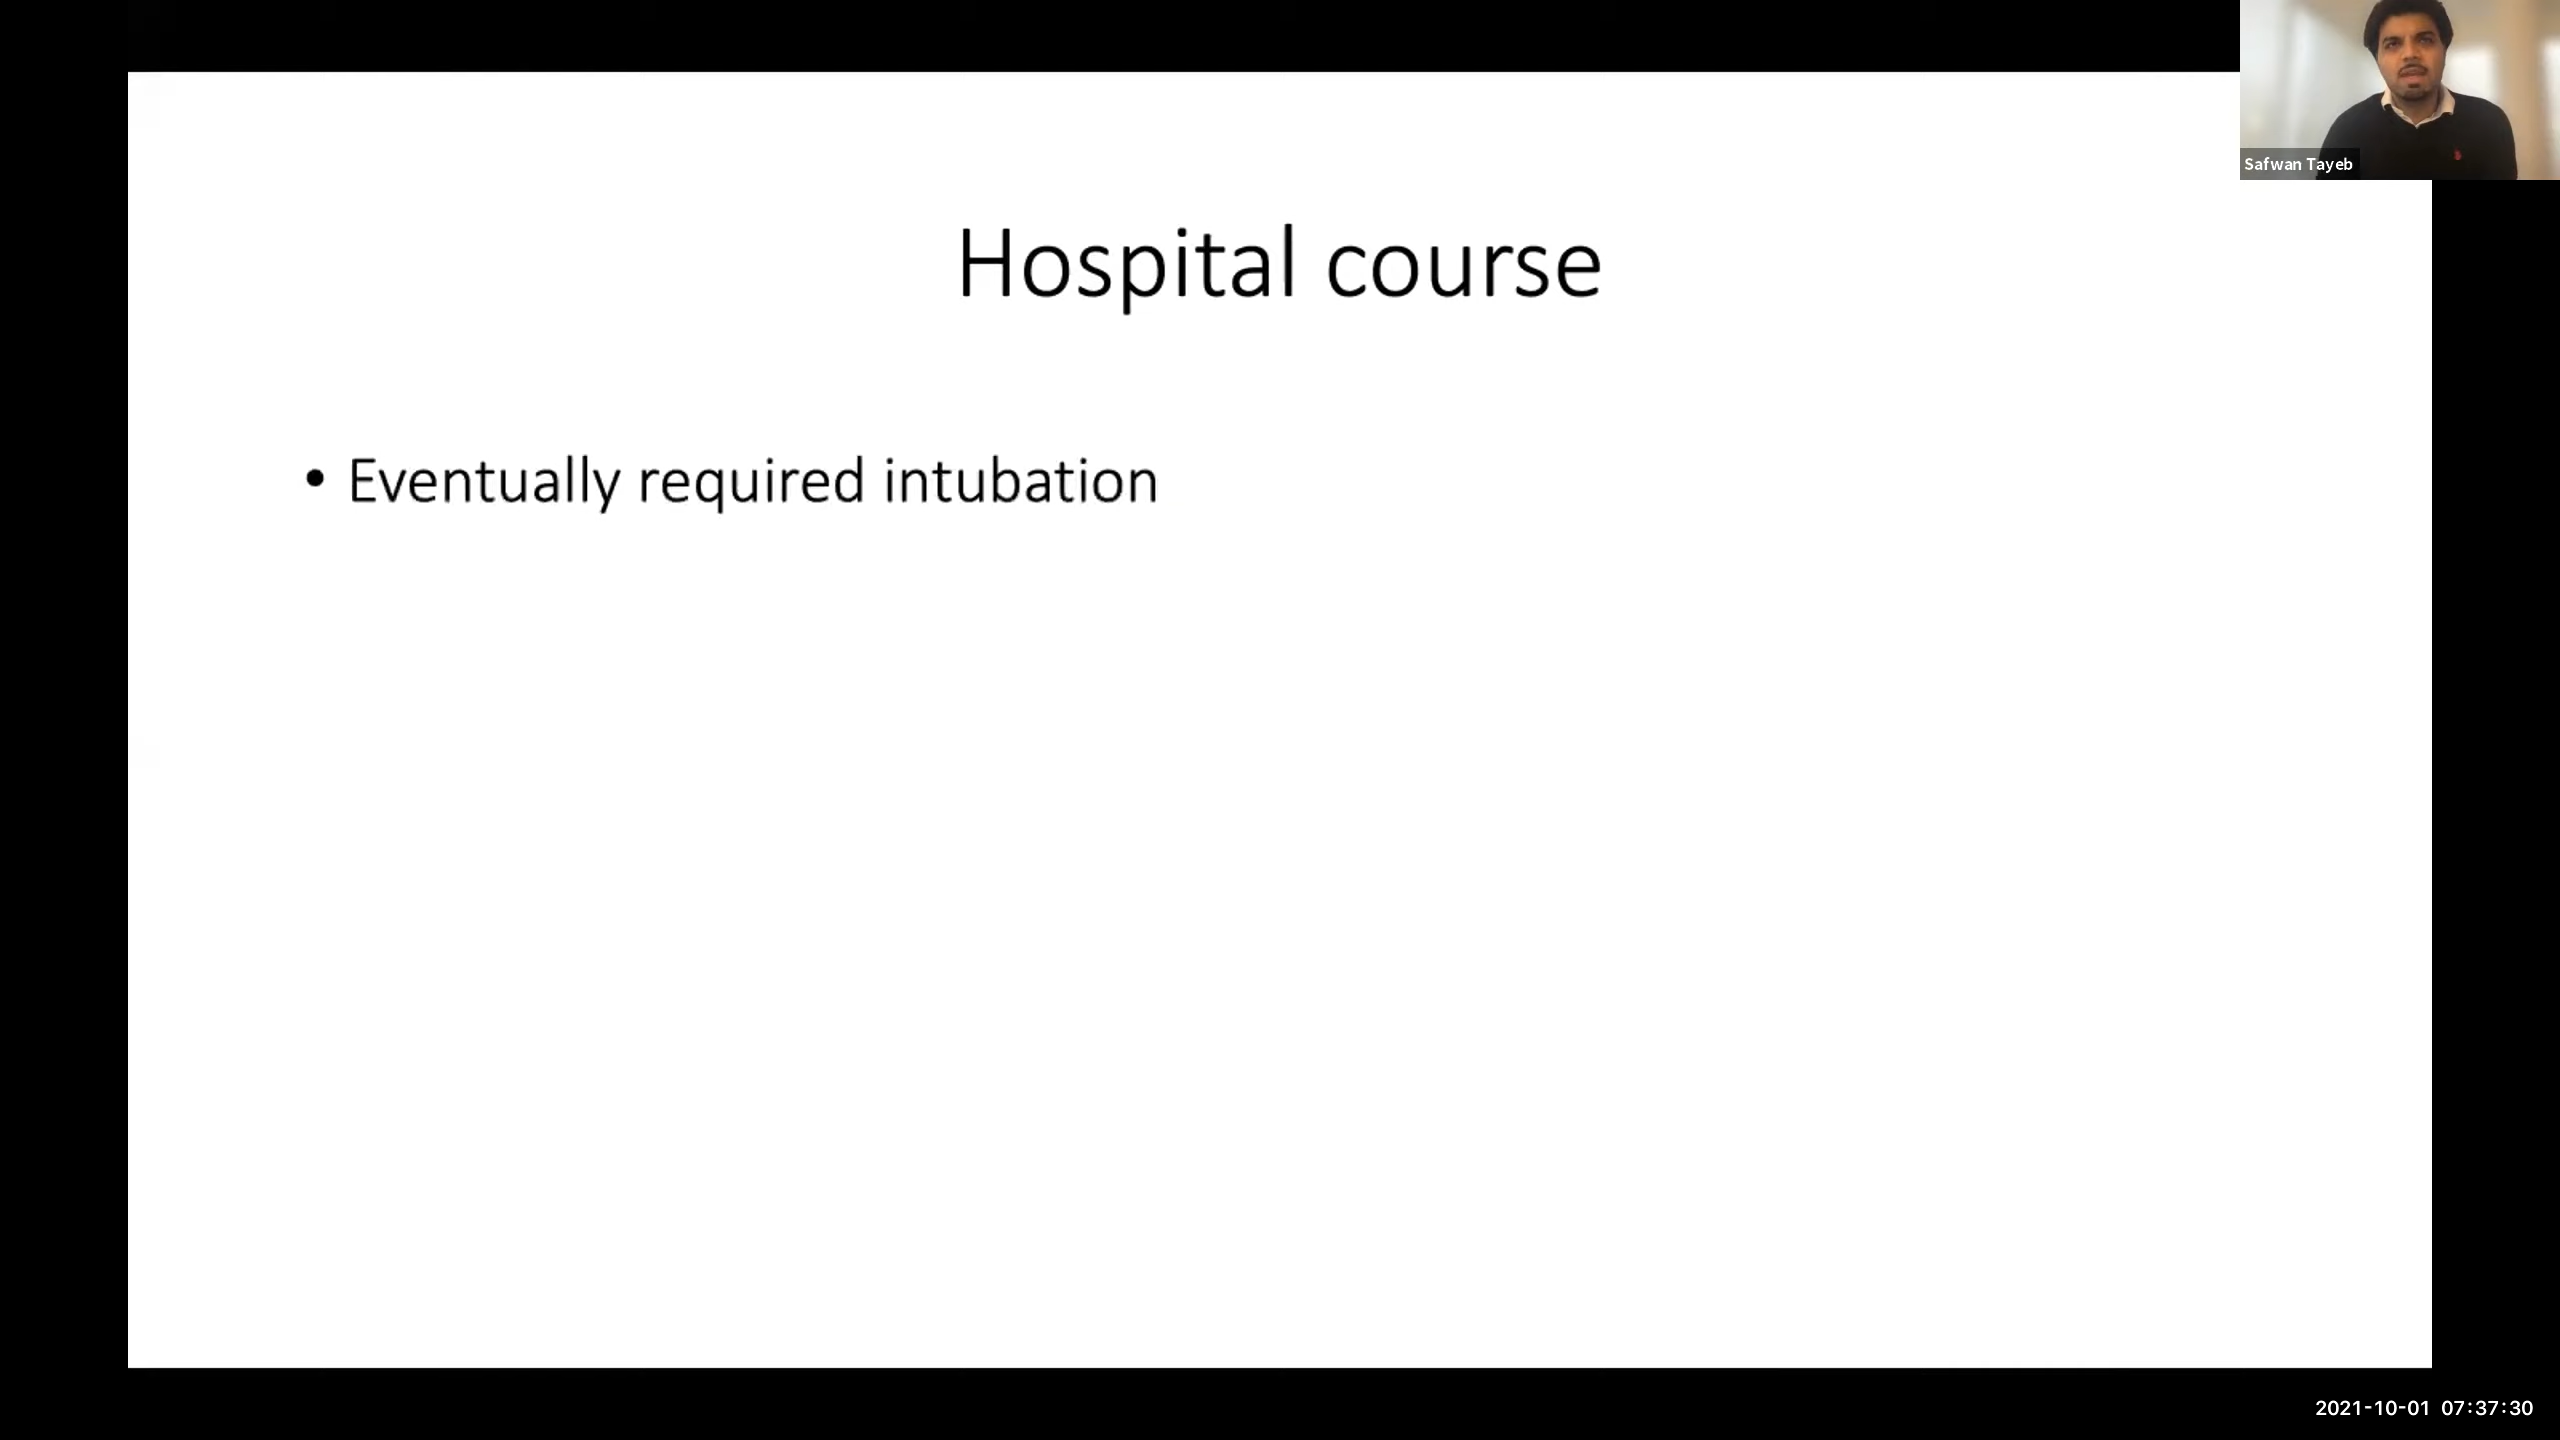 Safwan Tayeb
Hospital course
• Eventually required intubation
2021-10-01 07:37:30